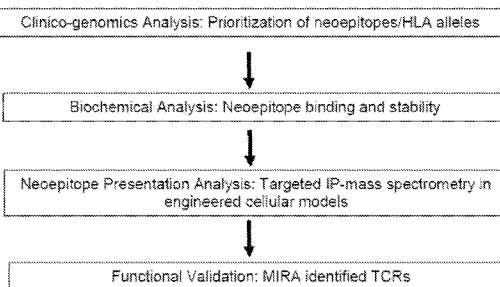 Clinico-genomics Analysis: Prioritization of neoepitopes/HLA alleles
Biochemical Analysis: Neoepitope binding and stability
Neoepitope Presentation Analysis: Targeted IP-mass spectrometry in
engineered cellular models
Functional Validation: MIRA identified TCRs